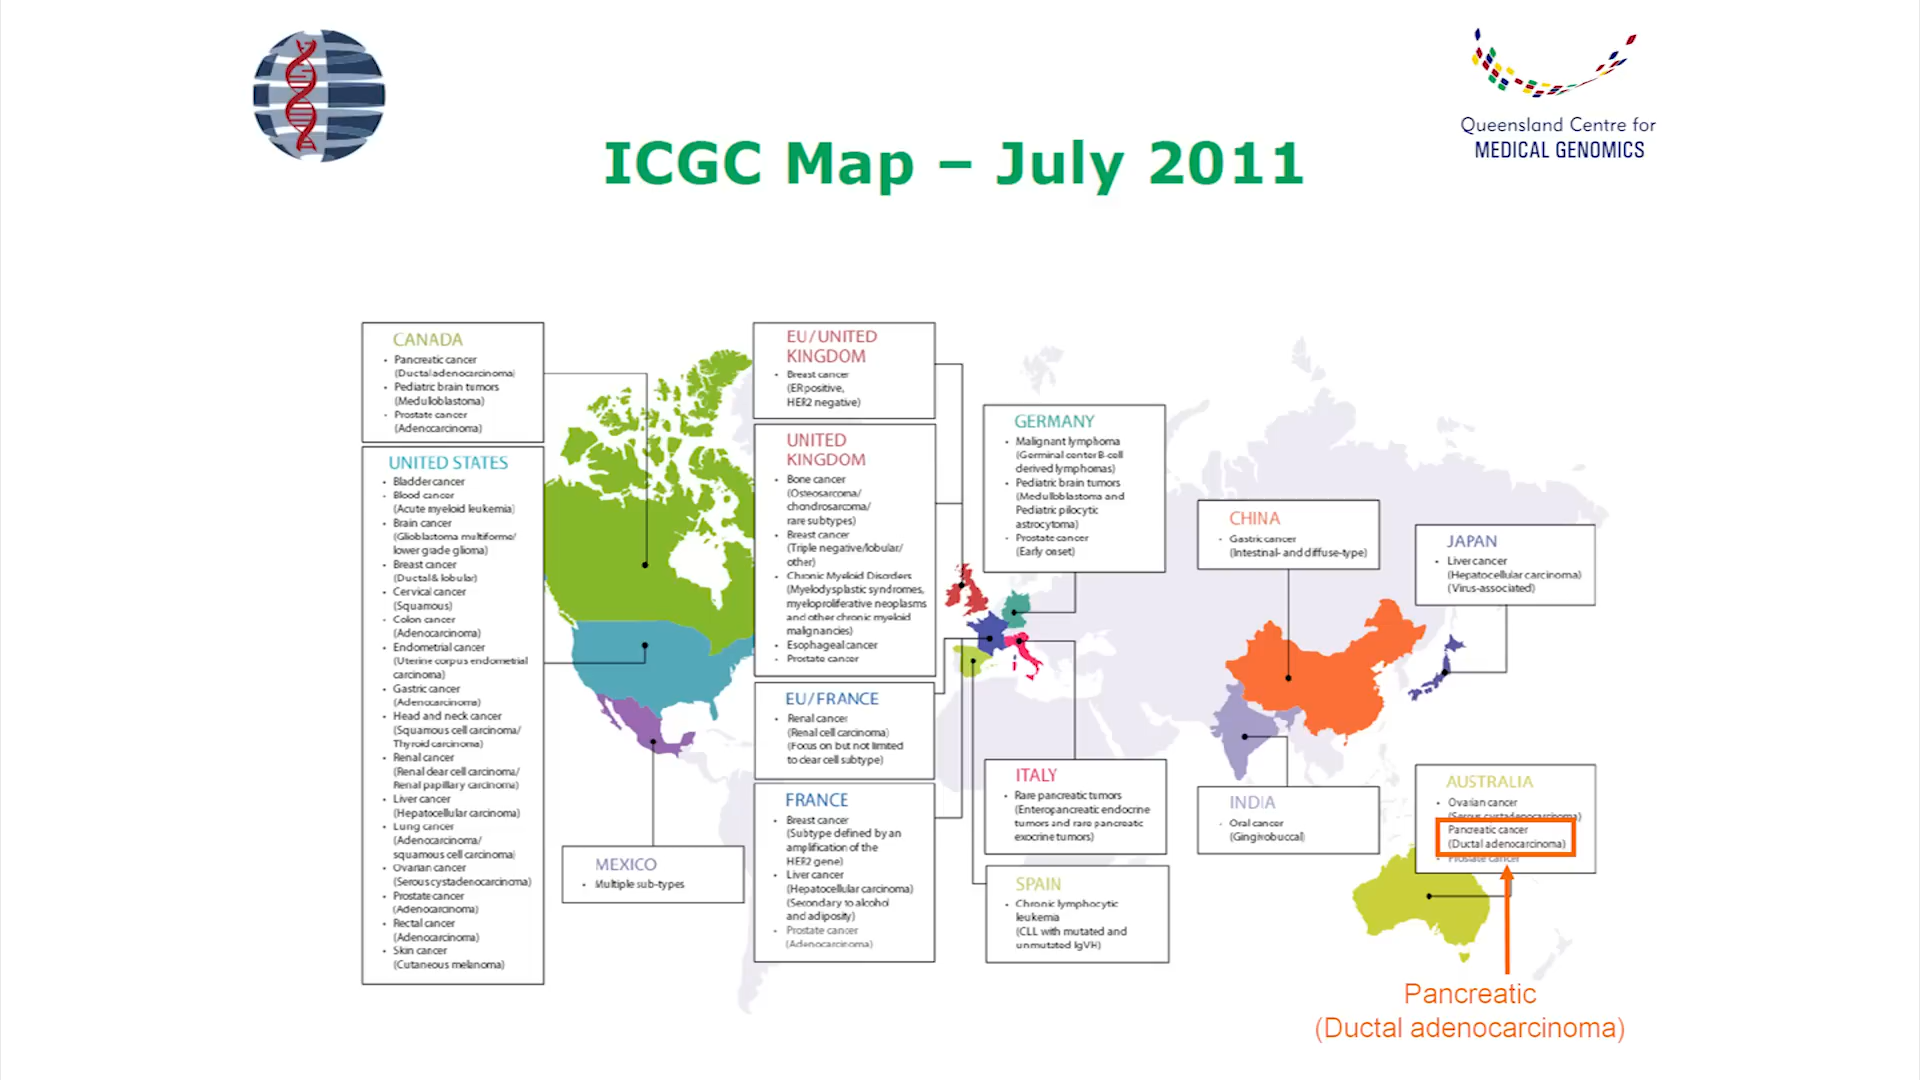 Queensland Centre for
MEDICAL GENOMICS
ICGC Map – July 2011
CANADA
• Pancreatic cancer
(Ductal adenocarcinoma)
• Pediatric brain tumors
(Medulloblastoma)
• Prostate cancer
(Adenocarcinoma)
UNITED STATES
• Bladder cancer
• Blood cancer
(Acute myeloid leukemia)
• Brain cancer
(Glioblastoma multiforme/
lower grade glioma)
• Breast cancer
(Ductal & lobular)
• Cervical cancer
(Squamous)
• Colon cancer
(Adenocarcinoma)
• Endometrial cancer
(Uterine corpus endometrial
carcinoma)
• Gastric cancer
(Adenocarcinoma)
• Head and neck cancer
(Squamous cell carcinoma/
Thyroid carcinoma)
• Renal cancer
(Renal clear cell carcinoma/
Renal papillary carcinoma)
• Liver cancer
(Hepatocellular carcinoma)
• Lung cancer
(Adenocarcinoma/
squamous cell carcinoma)
• Ovarian cancer
(Serous cystadenocarcinoma)
• Prostate cancer
(Adenocarcinoma)
• Rectal cancer
(Adenocarcinoma)
• Skin cancer
(Cutaneous melanoma)
MEXICO
• Multiple sub-types
EU/UNITED
KINGDOM
• Breast cancer
(ER positive,
HER2 negative)
UNITED
KINGDOM
• Bone cancer
(Osteosarcoma/
chondrosarcoma/
rare subtypes)
• Breast cancer
(Triple negative/lobular/
other)
• Chronic Myeloid Disorders
(Myelodysplastic syndromes,
myeloproliferative neoplasms
and other chronic myeloid
malignancies)
• Esophageal cancer
• Prostate cancer
EU/FRANCE
• Renal cancer
(Renal cell carcinoma)
(Focus on but not limited
to clear cell subtype)
FRANCE
• Breast cancer
(Subtype defined by an
amplification of the
HER2 gene)
• Liver cancer
(Hepatocellular carcinoma)
(Secondary to alcohol
and adiposity)
• Prostate cancer
(Adenocarcinoma)
GERMANY
• Malignant lymphoma
(Germinal center B-cell
derived lymphomas)
• Pediatric brain tumors
(Medulloblastoma and
Pediatric pilocytic
astrocytoma)
• Prostate cancer
(Early onset)
ITALY
• Rare pancreatic tumors
(Enteropancreatic endocrine
tumors and rare pancreatic
exocrine tumors)
SPAIN
• Chronic lymphocytic
leukemia
(CLL with mutated and
unmutated IgVH)
CHINA
• Gastric cancer
(Intestinal- and diffuse-type)
JAPAN
• Liver cancer
(Hepatocellular carcinoma)
(Virus-associated)
INDIA
• Oral cancer
(Gingivobuccal)
AUSTRALIA
• Ovarian cancer
(Serous cystadenocarcinoma)
Pancreatic cancer
(Ductal adenocarcinoma)
Prostate cancer
Pancreatic
(Ductal adenocarcinoma)